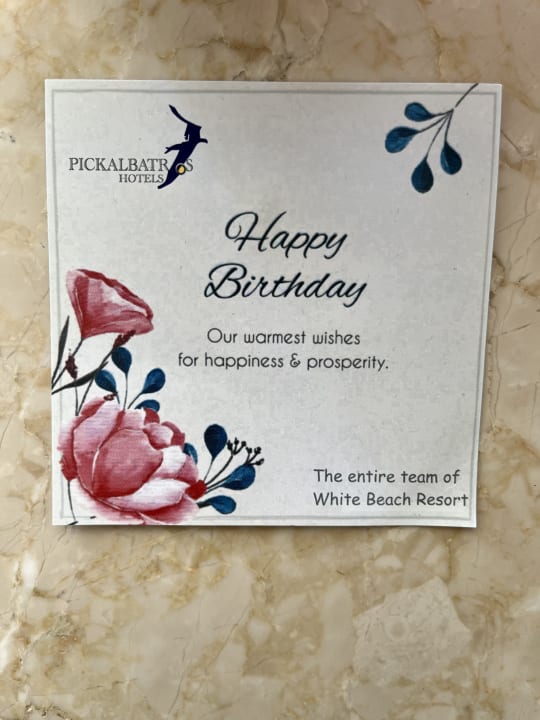 PICKALBATROS
HOTELS
Happy
Birthday
Our warmest wishes
for happiness & prosperity.
The entire team of
White Beach Resort